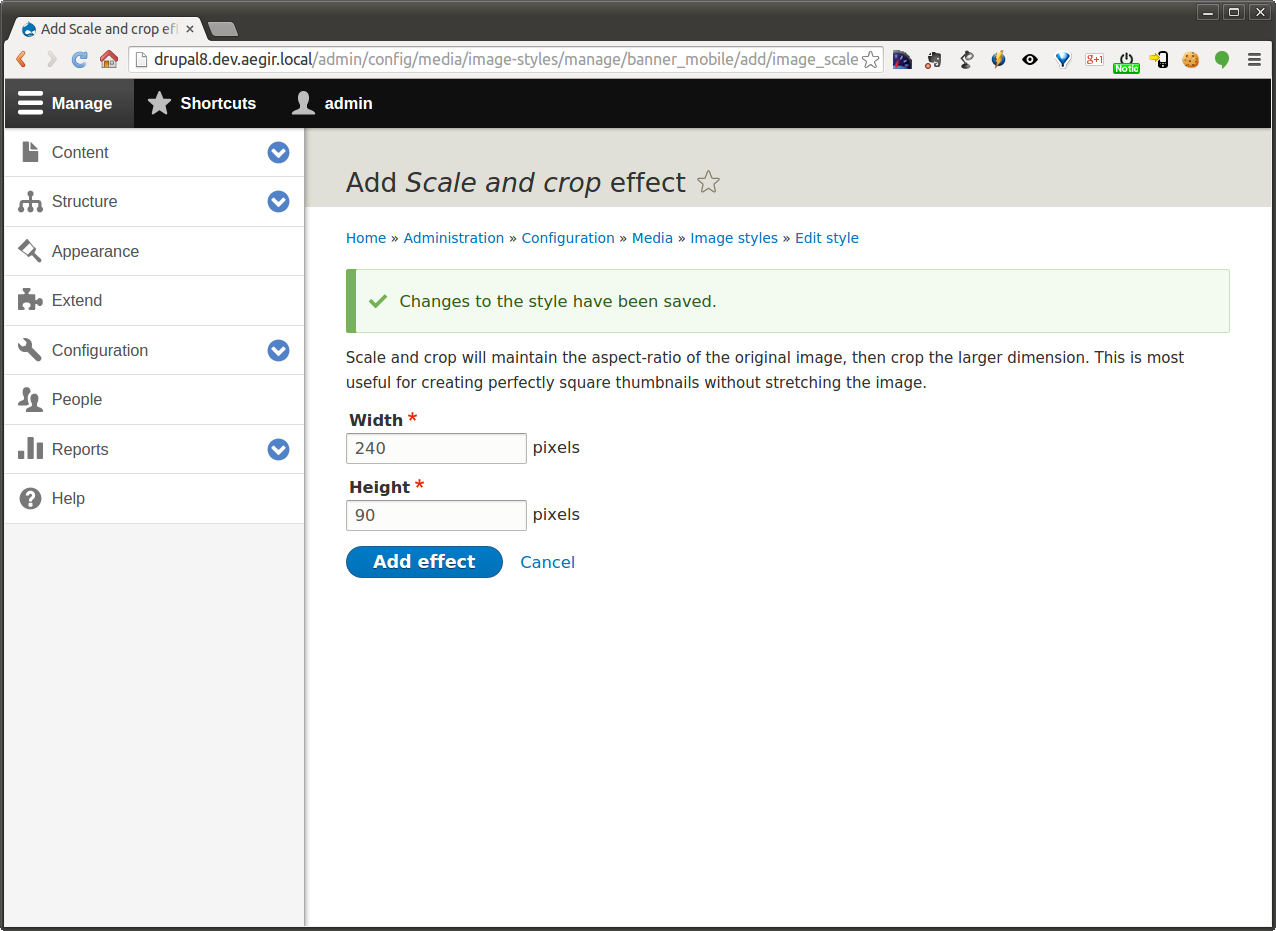 Add Scale and crop ef
drupal8.dev.aegir.local/admin/config/media/image-styles/manage/banner_mobile/add/image_scale
g+1
Notic
Manage
Shortcuts
admin
Content
Structure
Appearance
Extend
Configuration
People
Reports
Help
Add Scale and crop effect
Home » Administration » Configuration » Media » Image styles » Edit style
Changes to the style have been saved.
Scale and crop will maintain the aspect-ratio of the original image, then crop the larger dimension. This is most
useful for creating perfectly square thumbnails without stretching the image.
Width *
240 pixels
Height *
90 pixels
Add effect Cancel